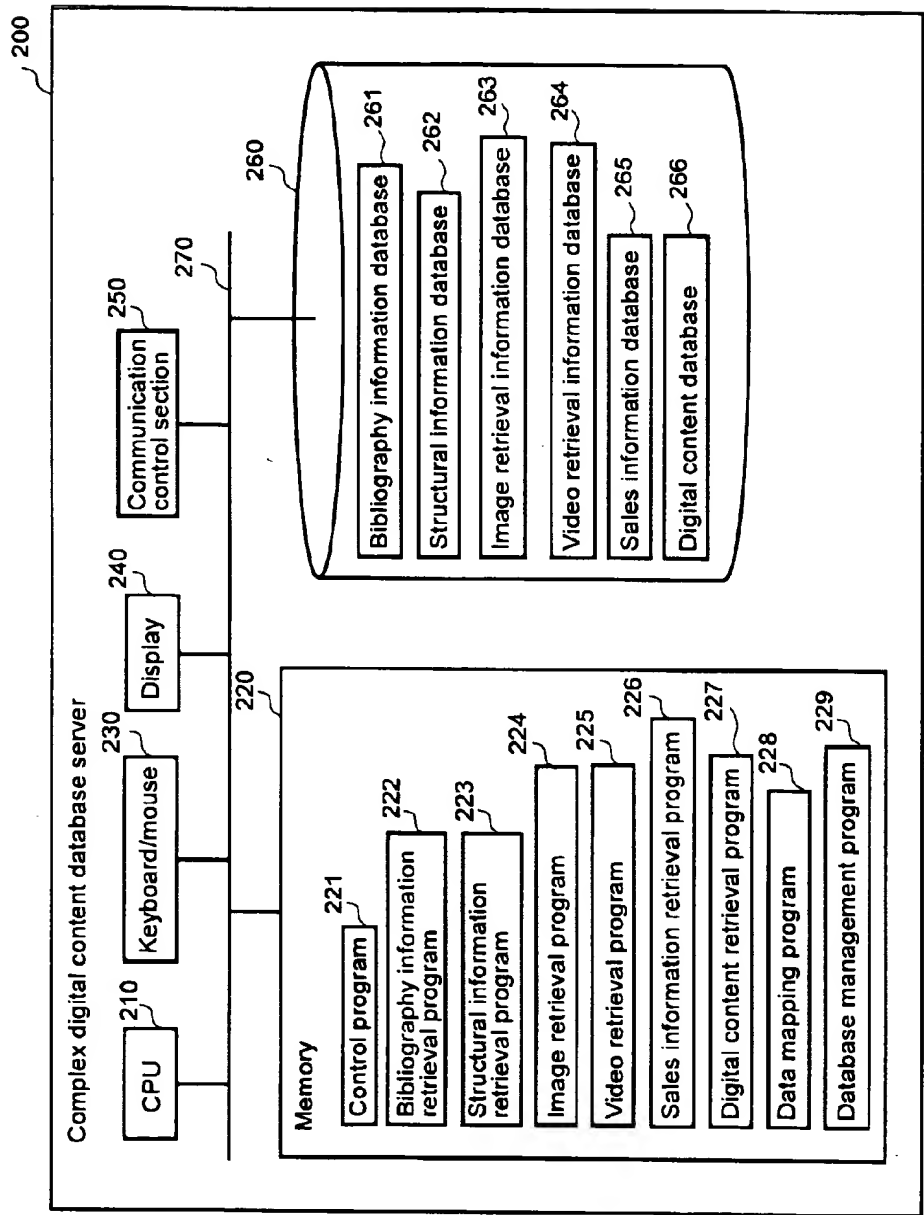 200
Complex digital content database server
210
CPU
230
Keyboard/mouse
240
Display
250
Communication
control section
270
220
Memory
221
Control program
222
Bibliography information
retrieval program
223
Structural information
retrieval program
224
Image retrieval program
225
Video retrieval program
226
Sales information retrieval program
227
Digital content retrieval program
228
Data mapping program
229
Database management program
260
261
Bibliography information database
262
Structural information database
263
Image retrieval information database
264
Video retrieval information database
265
Sales information database
266
Digital content database